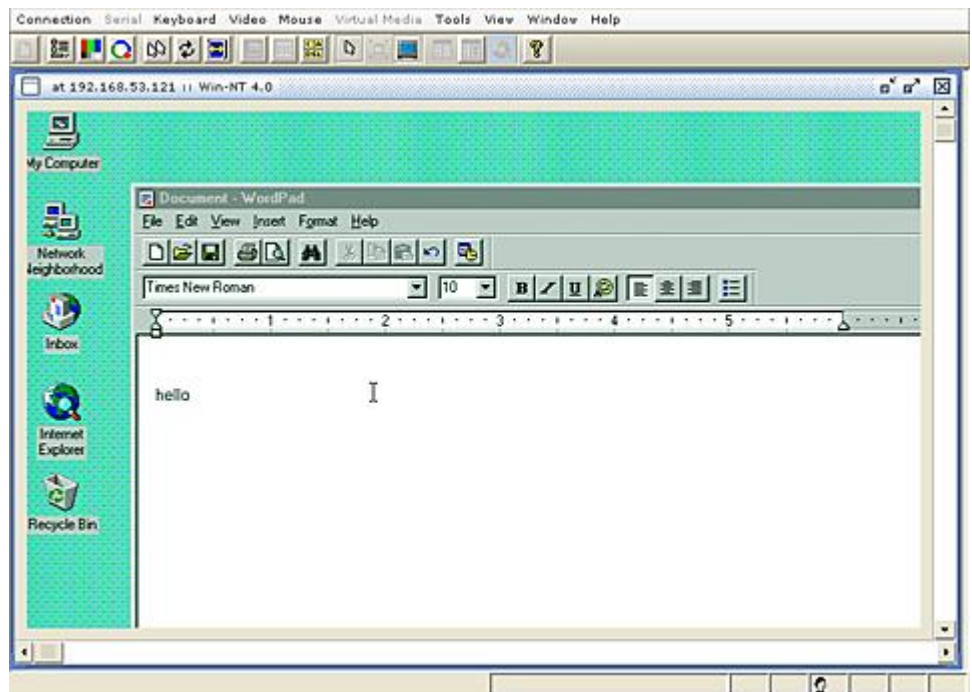 Connection Serial Keyboard Video Mouse Virtual Media Tools View Window Help
at 192.168.53.121 :: Win-NT 4.0
My Computer
Document - WordPad
File Edit View Insert Format Help
Network
Neighborhood
Times New Roman 10 B I U
1 2 3 4 5
Inbox
hello
Internet
Explorer
Recycle Bin